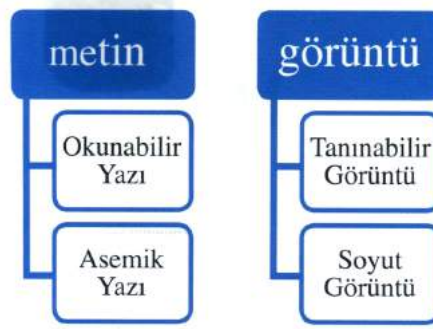 metin
Okunabilir
Yazı
Asemik
Yazı
görüntü
Tanınabilir
Görüntü
Soyut
Görüntü